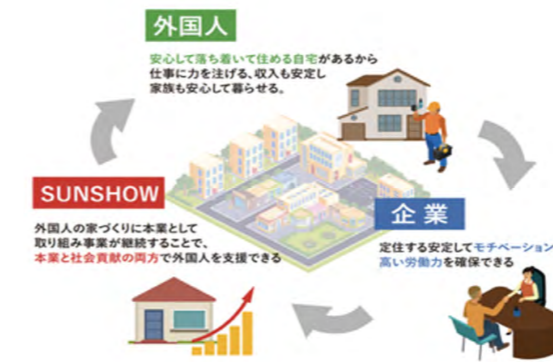 外国人
安心して落ち着いて住める自宅があるから
仕事に力を注げる、収入も安定し
家族も安心して暮らせる。
SUNSHOW
外国人の家づくりに本業として
取り組み事業が継続することで、
本業と社会貢献の両方で外国人を支援できる
企業
定住する安定してモチベーション
高い労働力を確保できる